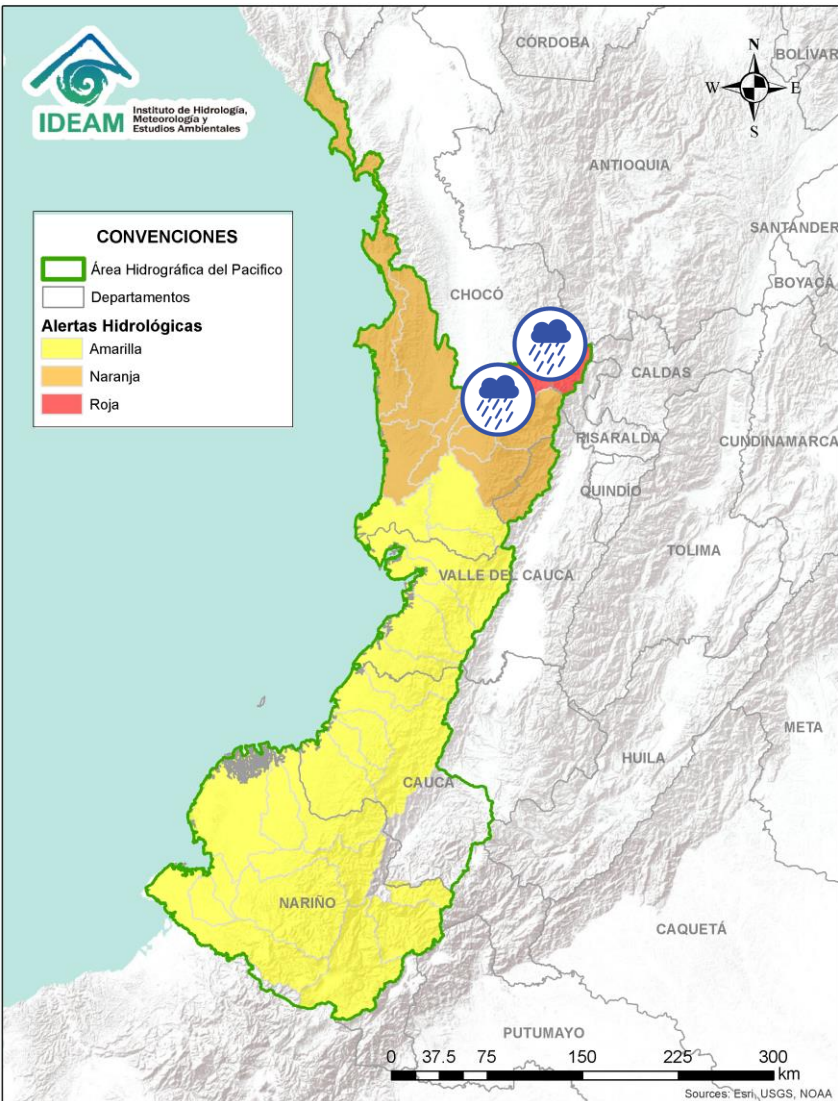 IDEAM
Instituto de Hidrología,
Meteorología y
Estudios Ambientales
CÓRDOBA
BOLIVAR
N
W
E
S
ANTIOQUIA
SANTANDER
CONVENCIONES
Área Hidrográfica del Pacifico
Departamentos
Alertas Hidrológicas
Amarilla
Naranja
Roja
BOYACÁ
CHOCÓ
CALDAS
RISARALDA
CUNDINAMARCA
QUINDÍO
TOLIMA
VALLE DEL CAUCA
META
HUILA
CAUCA
NARIÑO
CAQUETÁ
PUTUMAYO
0 37.5 75 150 225 300
km
Sources: Esri, USGS, NOAA